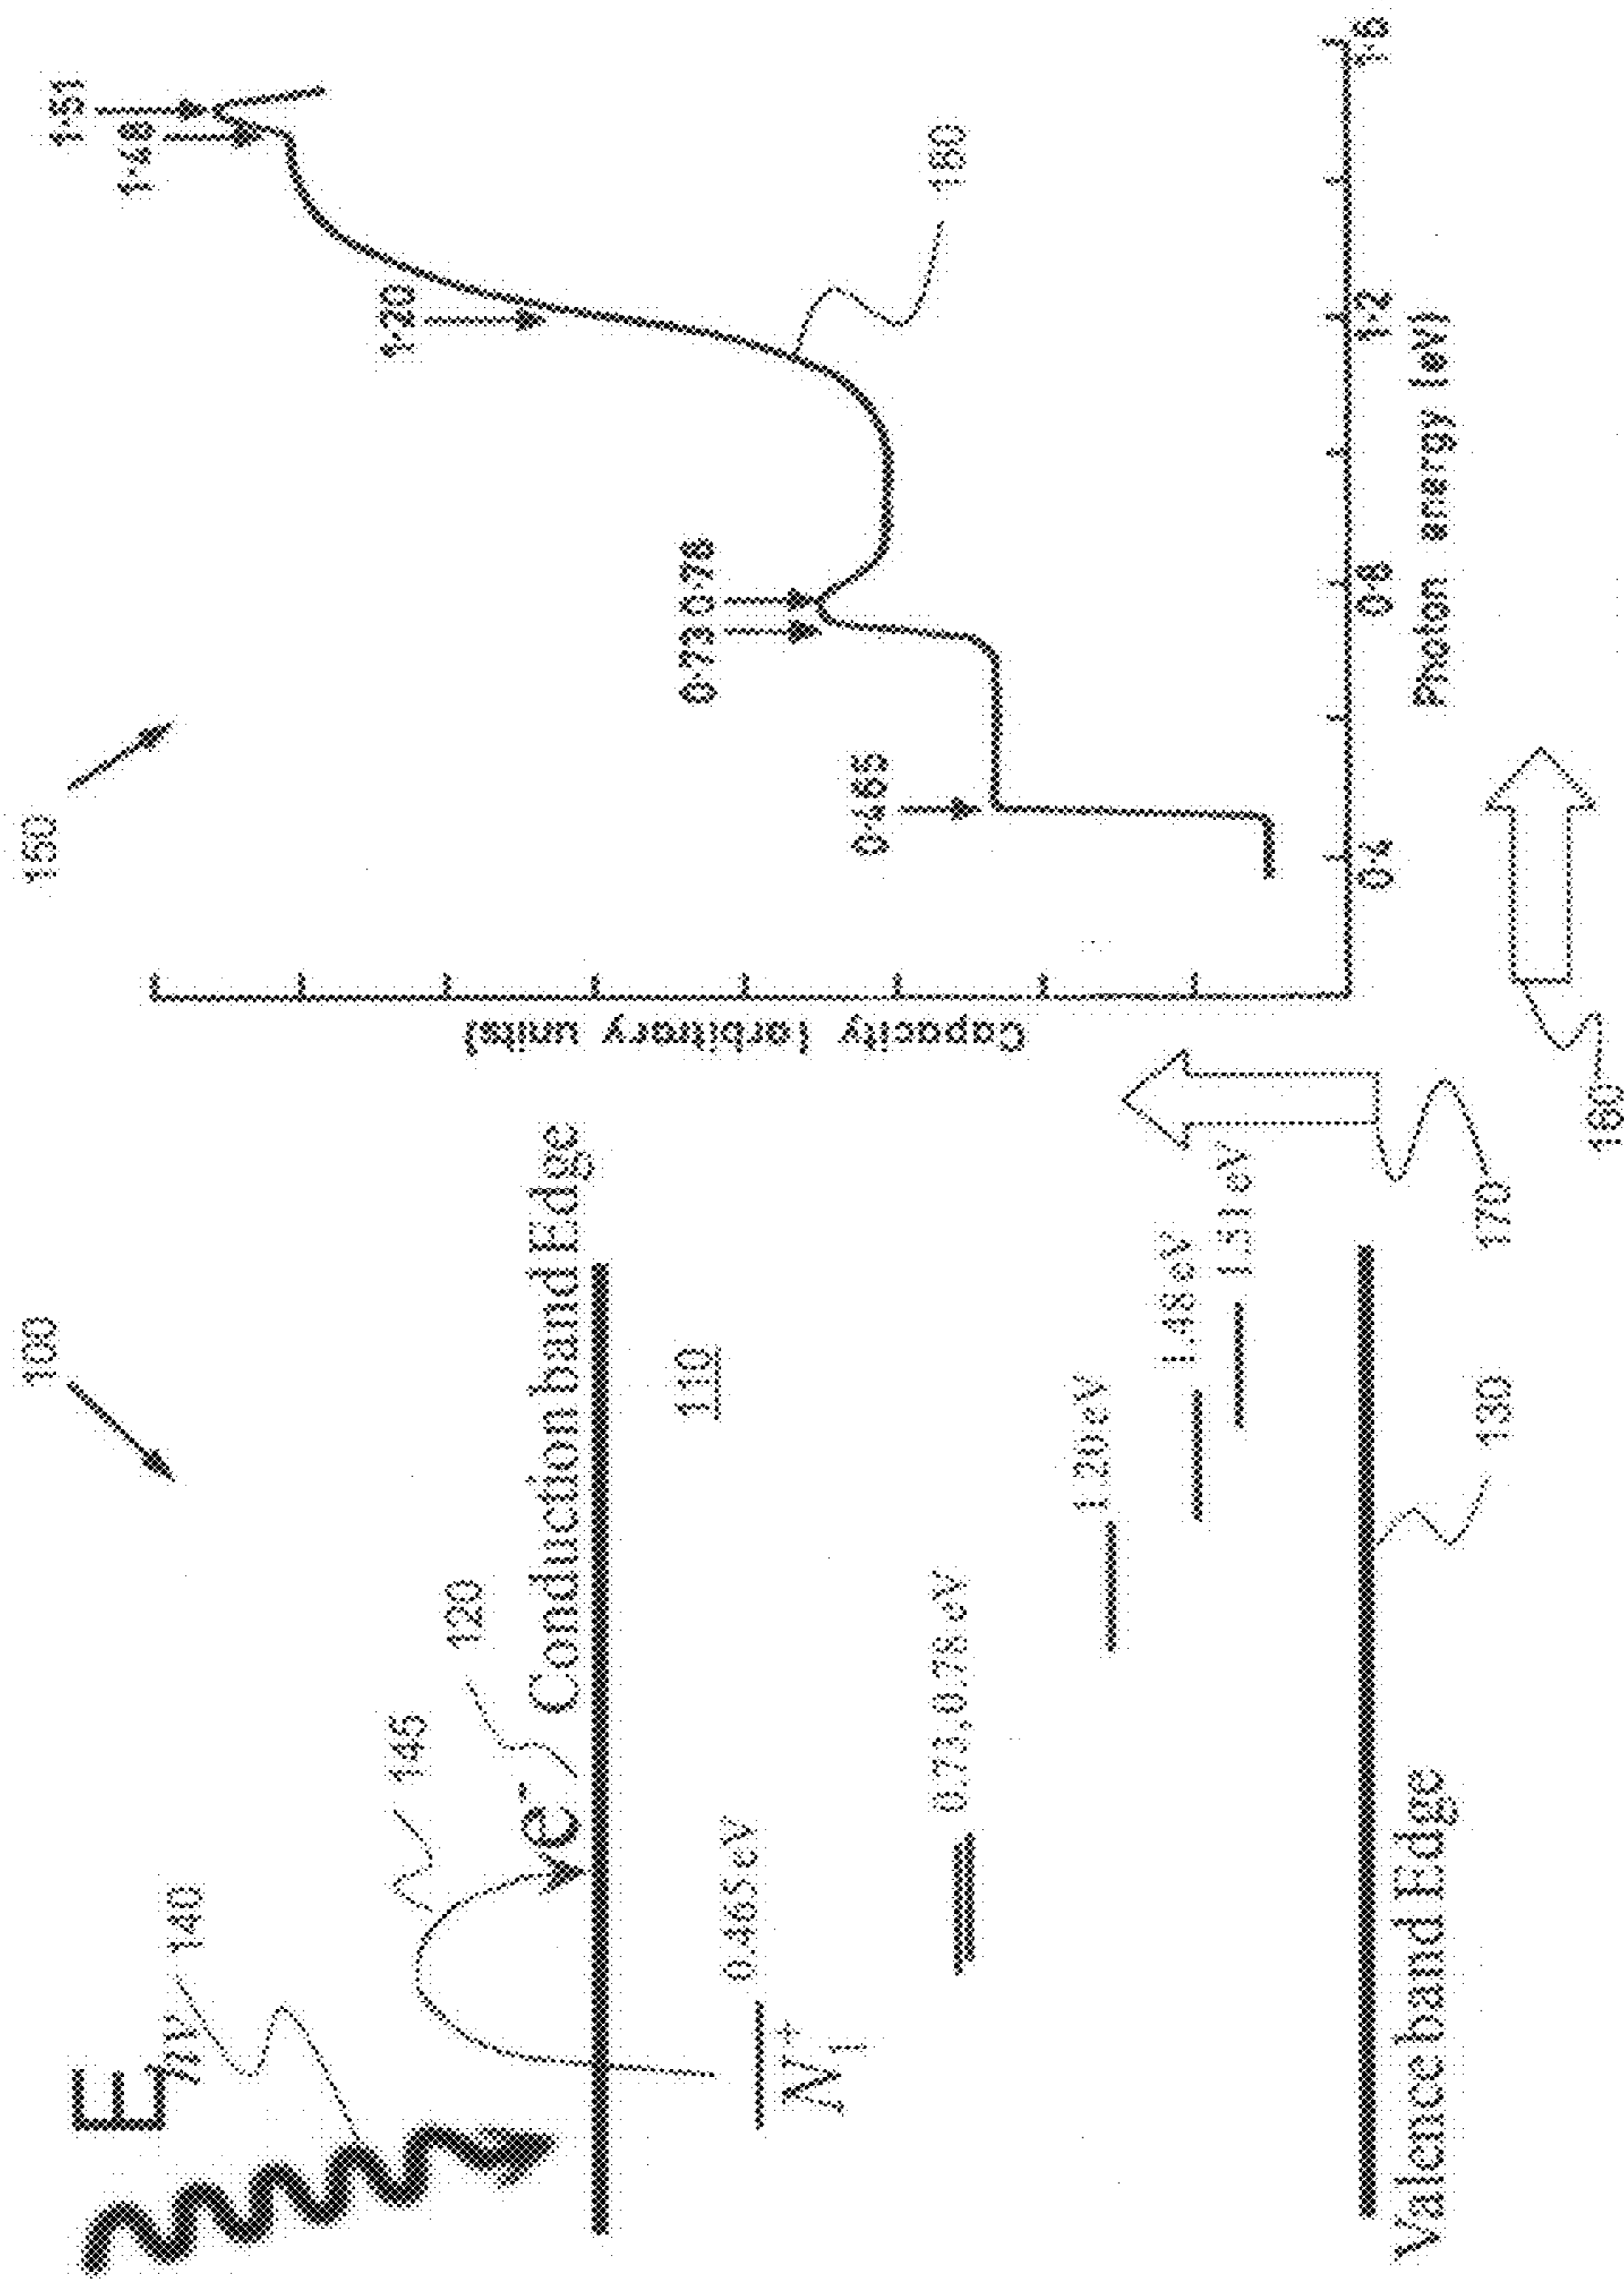 100
E_hν
140
145
e⁻
120
Conduction band Edge
110
0.465 eV
N_T⁺
0.73, 0.78 eV
1.20 eV
1.48 eV
1.51 eV
Valence band Edge
130
170
150
Capacity (arbitrary units)
0·465
0·73 0·78
1·20
1·48
1·51
180
0·4
0·8
1·2
1·6
Photon energy (eV)